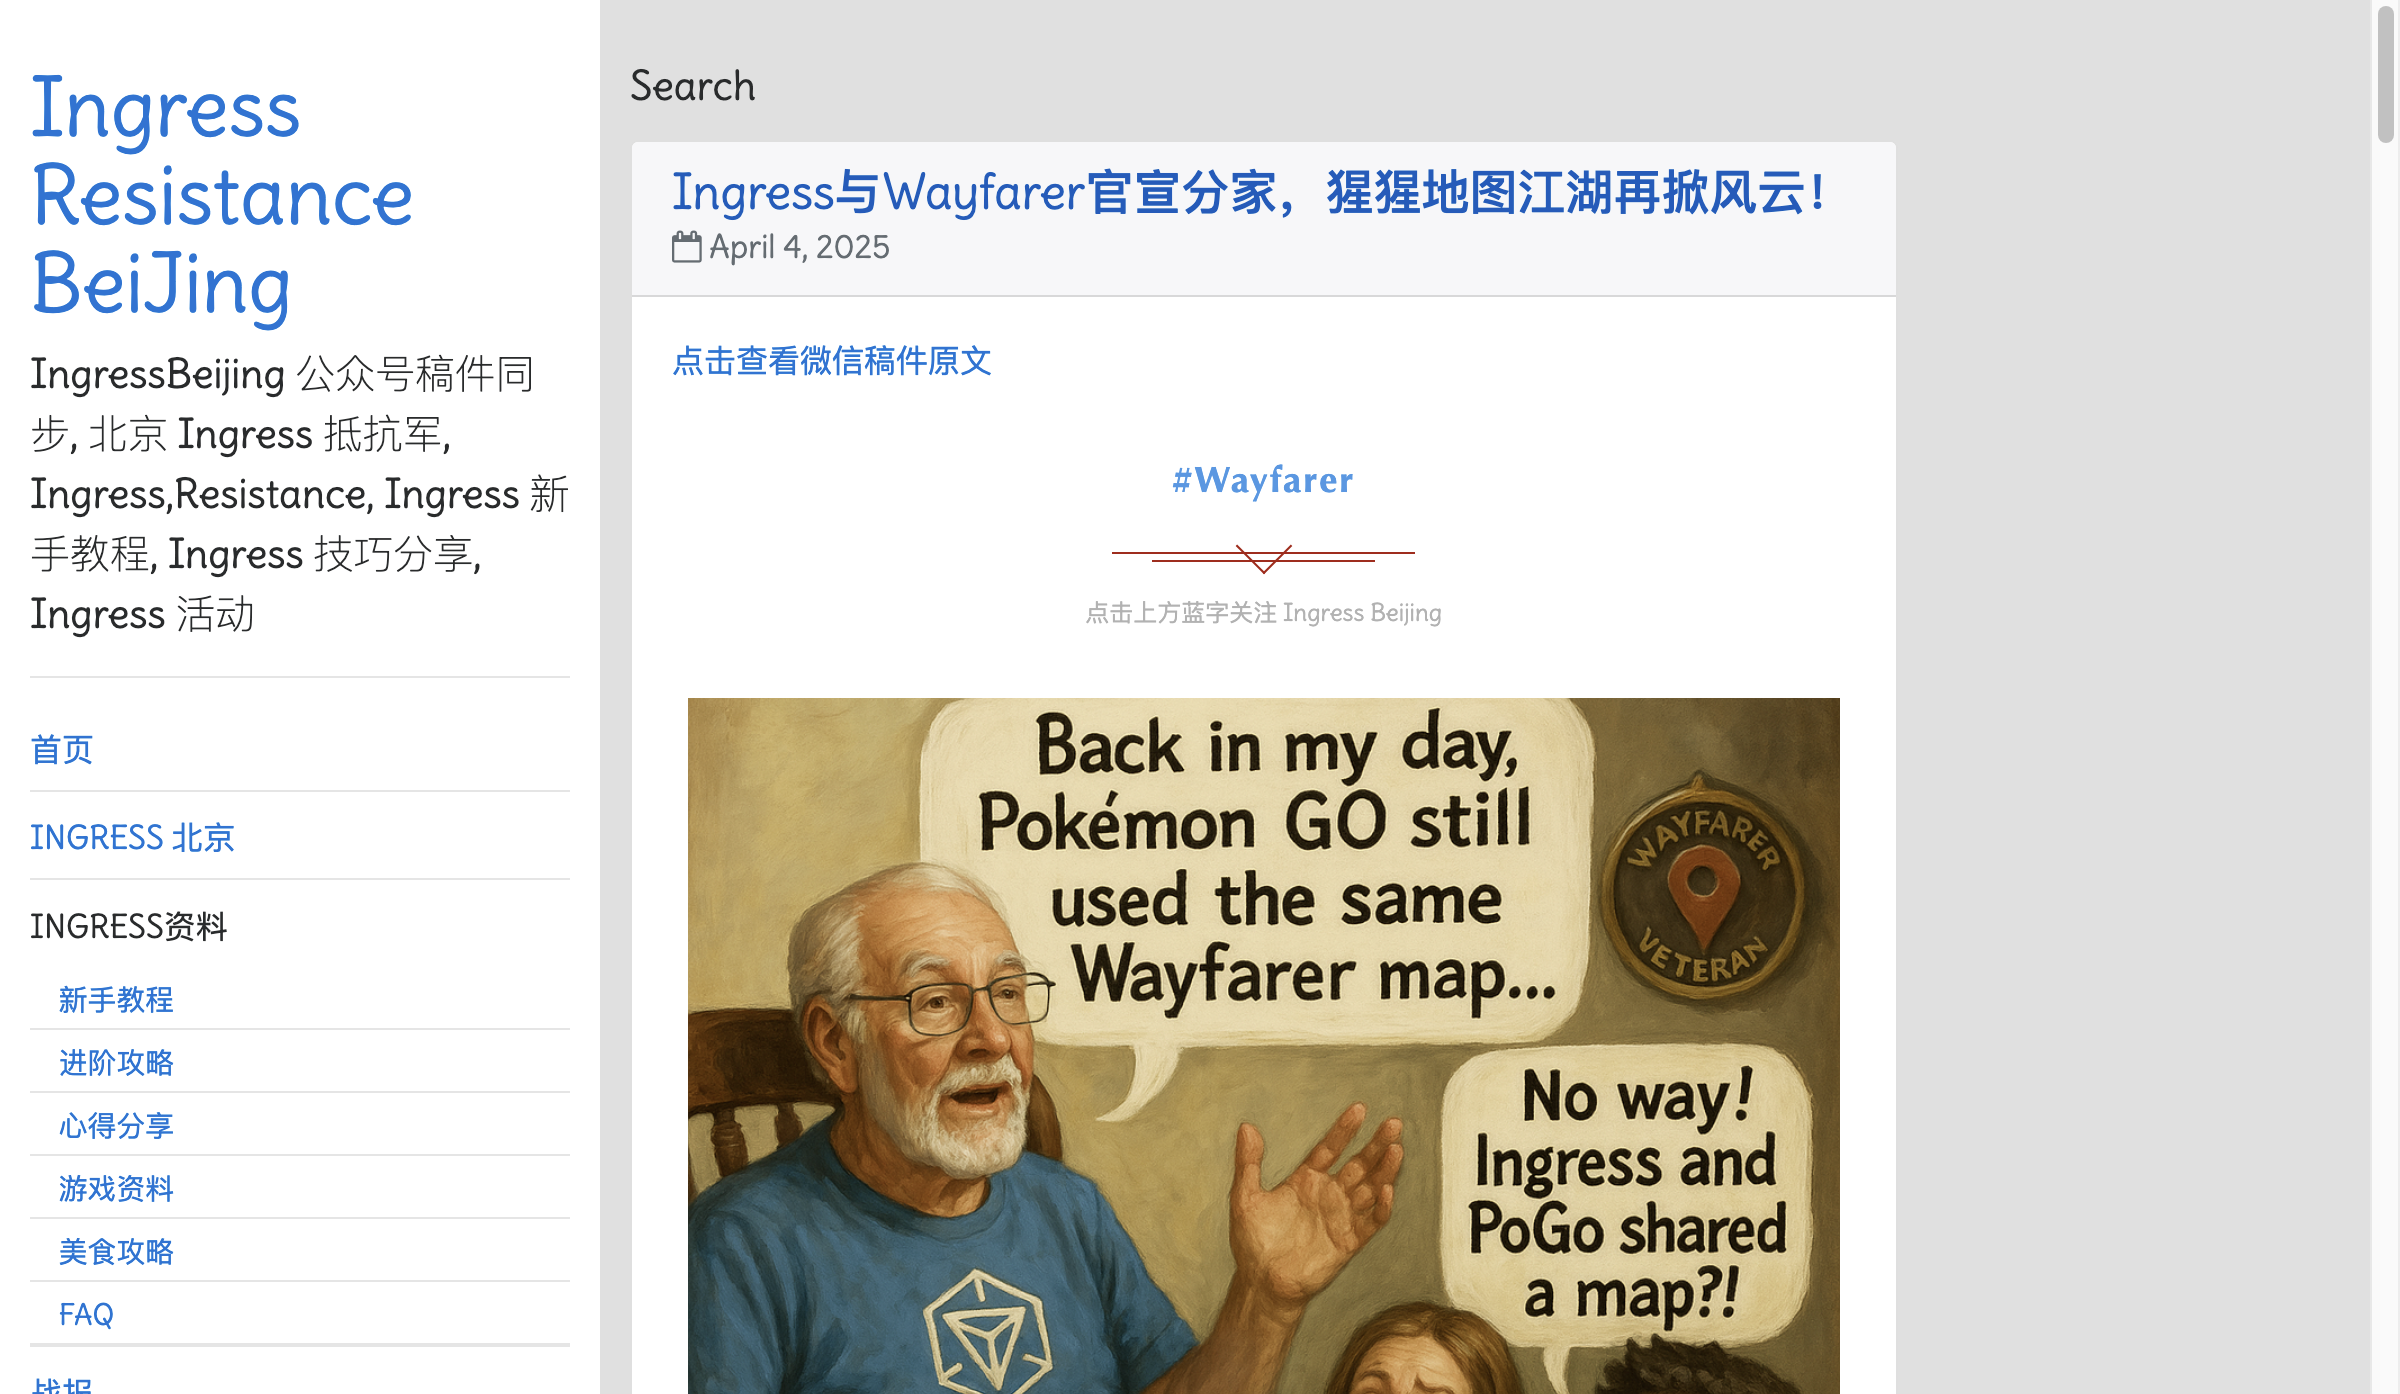 Ingress
Resistance
BeiJing
IngressBeijing 公众号稿件同
步, 北京 Ingress 抵抗军,
Ingress,Resistance, Ingress 新
手教程, Ingress 技巧分享,
Ingress 活动
首页
INGRESS 北京
INGRESS资料
新手教程
进阶攻略
心得分享
游戏资料
美食攻略
FAQ
战报
Search
Ingress与Wayfarer官宣分家，猩猩地图江湖再掀风云！
April 4, 2025
点击查看微信稿件原文
#Wayfarer
点击上方蓝字关注 Ingress Beijing
Back in my day,
Pokémon GO still
used the same
Wayfarer map...
WAYFARER
VETERAN
No way!
Ingress and
PoGo shared
a map?!